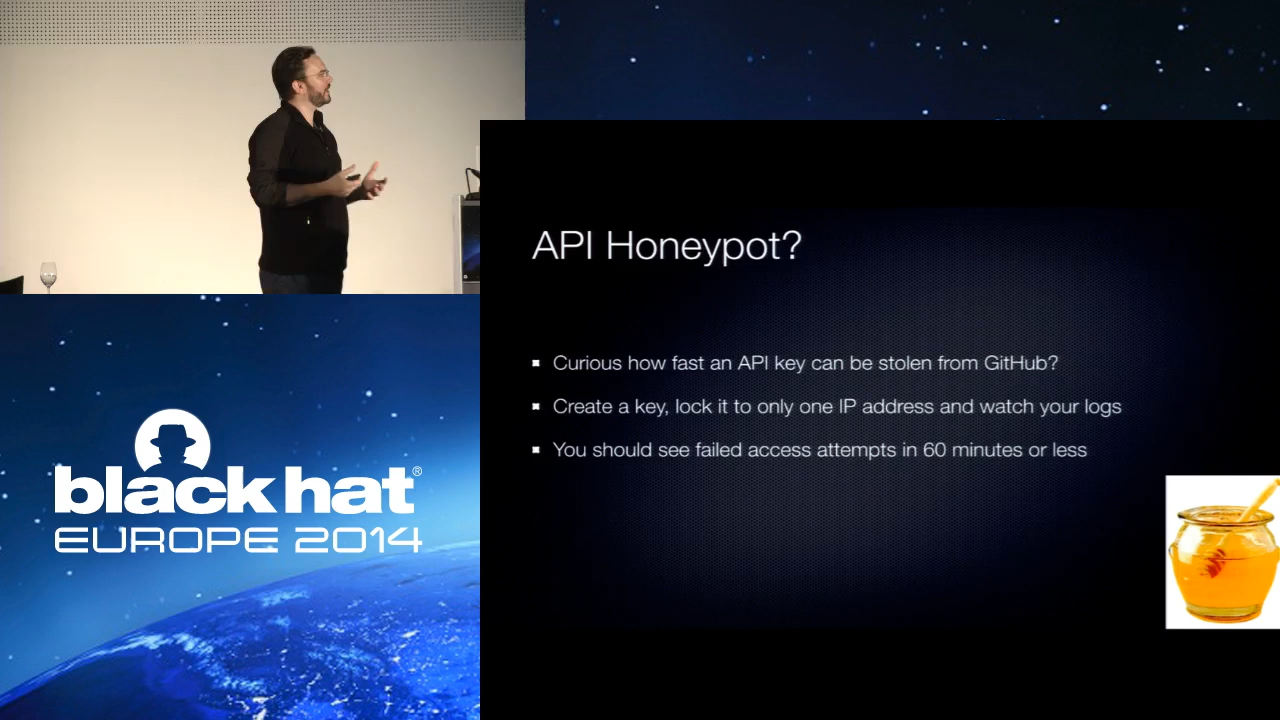 API Honeypot?
Curious how fast an API key can be stolen from GitHub?
Create a key, lock it to only one IP address and watch your logs
You should see failed access attempts in 60 minutes or less
black hat®
EUROPE 2014